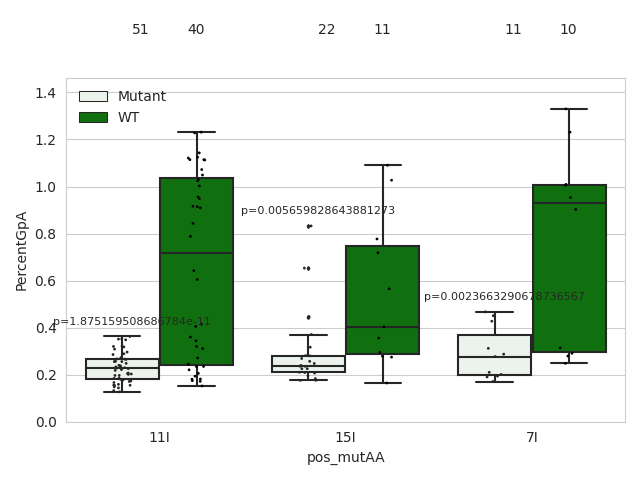 51 40 22 11 11 10
Mutant
WT
1.4
1.2
1.0
0.8
0.6
0.4
0.2
0.0
PercentGpA
p=1.875159508686784e-11
p=0.005659828643881273
p=0.0023663290678736567
11I 15I 7I
pos_mutAA